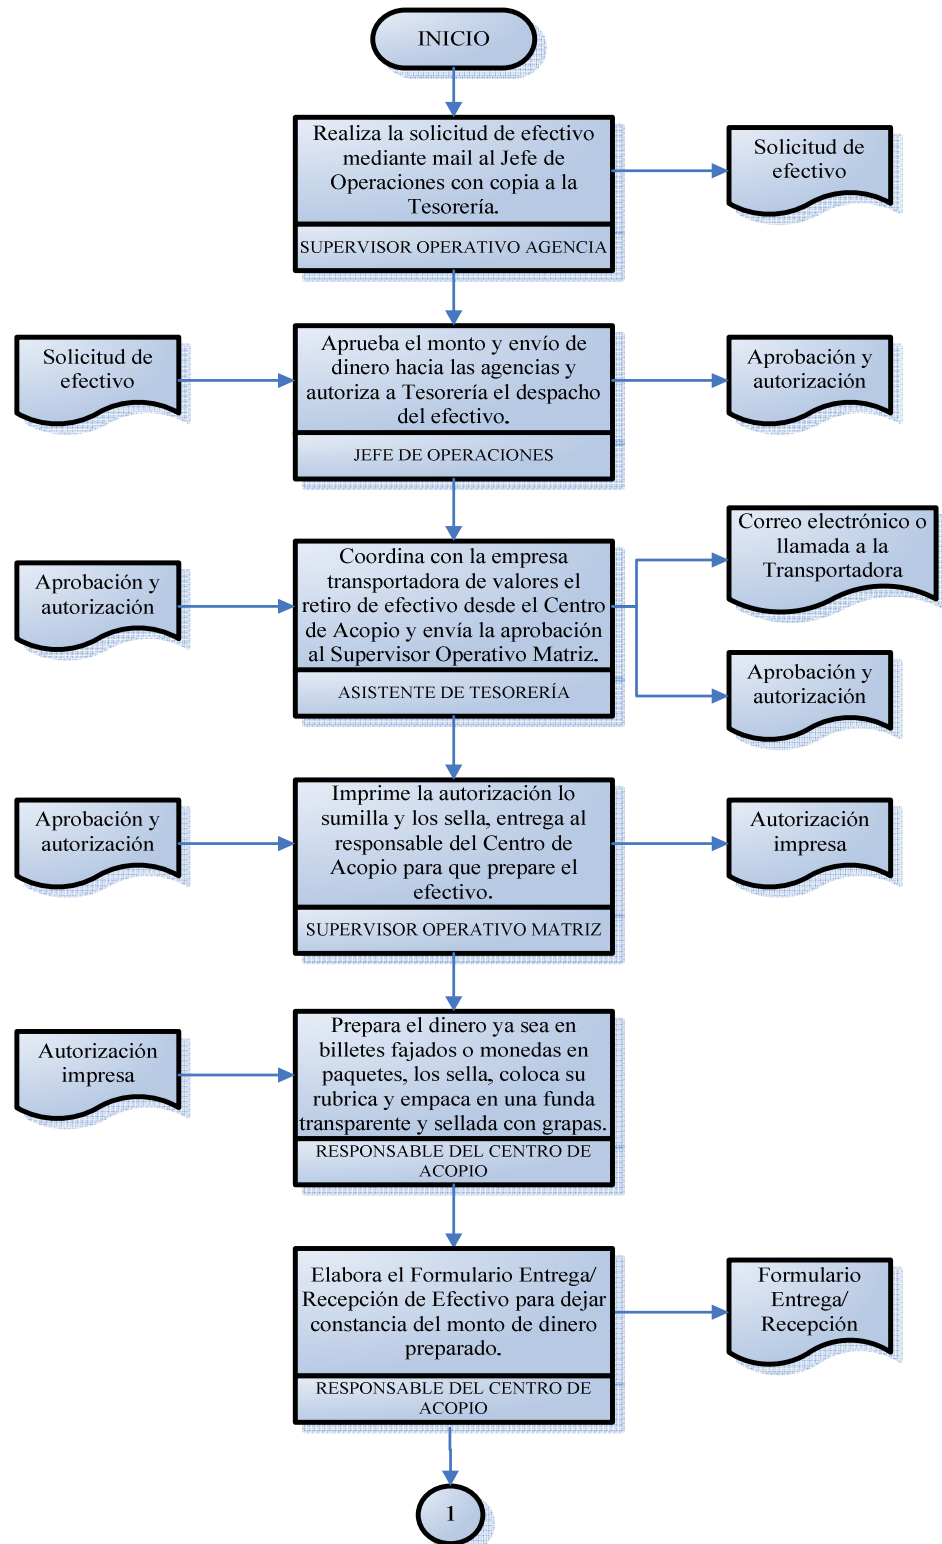 INICIO
Realiza la solicitud de efectivo
mediante mail al Jefe de
Operaciones con copia a la
Tesorería.
SUPERVISOR OPERATIVO AGENCIA
Solicitud de
efectivo
Solicitud de
efectivo
Aprueba el monto y envío de
dinero hacia las agencias y
autoriza a Tesorería el despacho
del efectivo.
JEFE DE OPERACIONES
Aprobación y
autorización
Aprobación y
autorización
Coordina con la empresa
transportadora de valores el
retiro de efectivo desde el Centro
de Acopio y envía la aprobación
al Supervisor Operativo Matriz.
ASISTENTE DE TESORERÍA
Correo electrónico o
llamada a la
Transportadora
Aprobación y
autorización
Aprobación y
autorización
Imprime la autorización lo
sumilla y los sella, entrega al
responsable del Centro de
Acopio para que prepare el
efectivo.
SUPERVISOR OPERATIVO MATRIZ
Autorización
impresa
Autorización
impresa
Prepara el dinero ya sea en
billetes fajados o monedas en
paquetes, los sella, coloca su
rubrica y empaca en una funda
transparente y sellada con grapas.
RESPONSABLE DEL CENTRO DE
ACOPIO
Elabora el Formulario Entrega/
Recepción de Efectivo para dejar
constancia del monto de dinero
preparado.
RESPONSABLE DEL CENTRO DE
ACOPIO
Formulario
Entrega/
Recepción
1